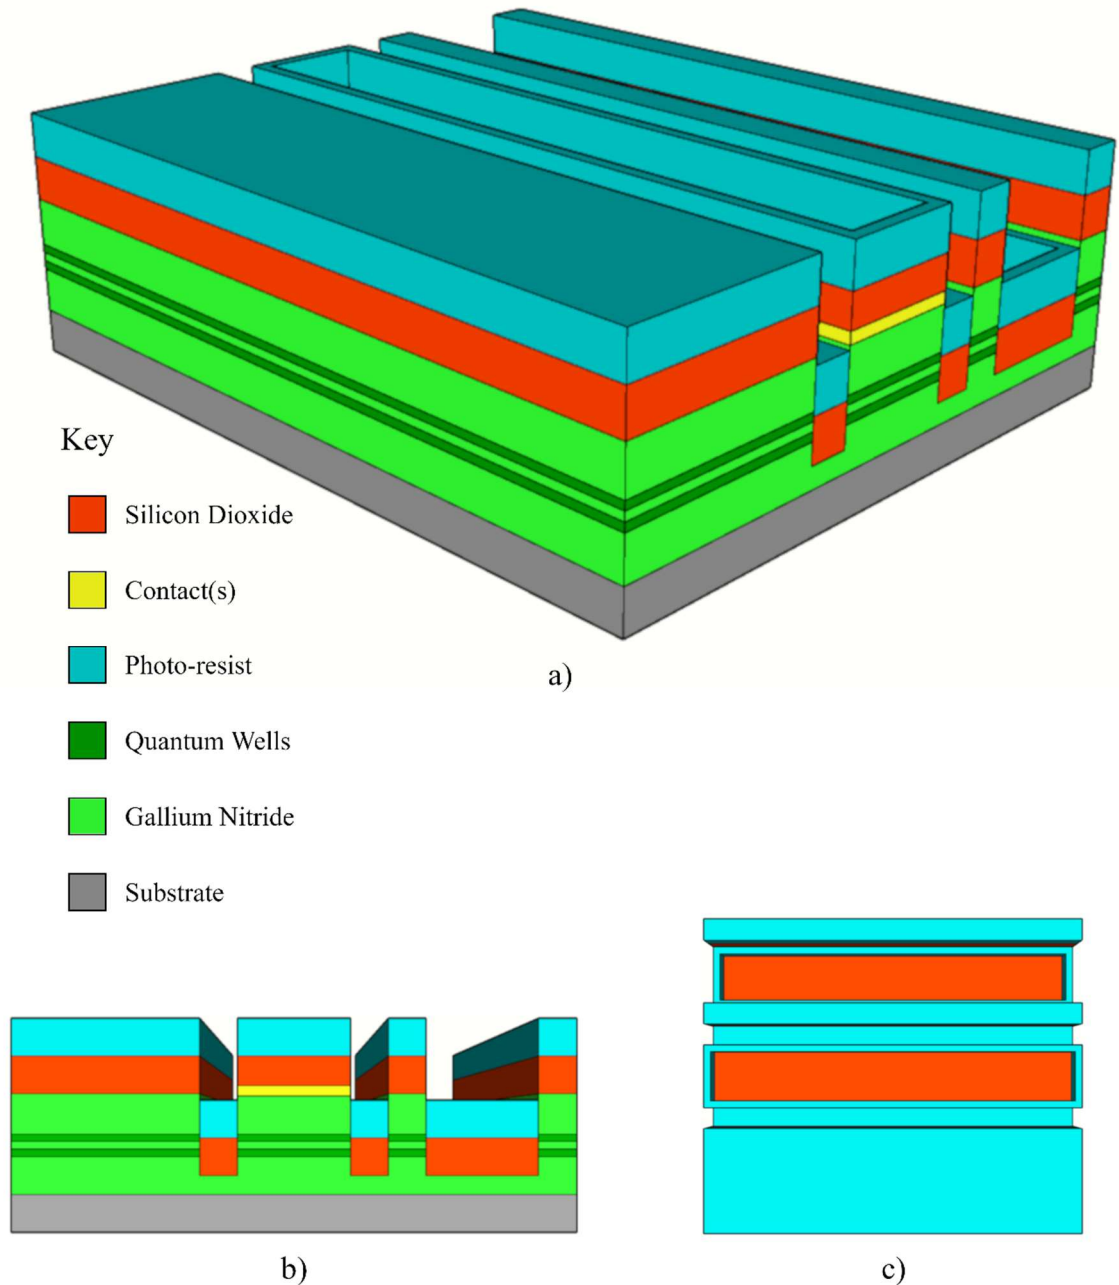 Key
Silicon Dioxide
Contact(s)
Photo-resist
Quantum Wells
Gallium Nitride
Substrate
a)
b)
c)